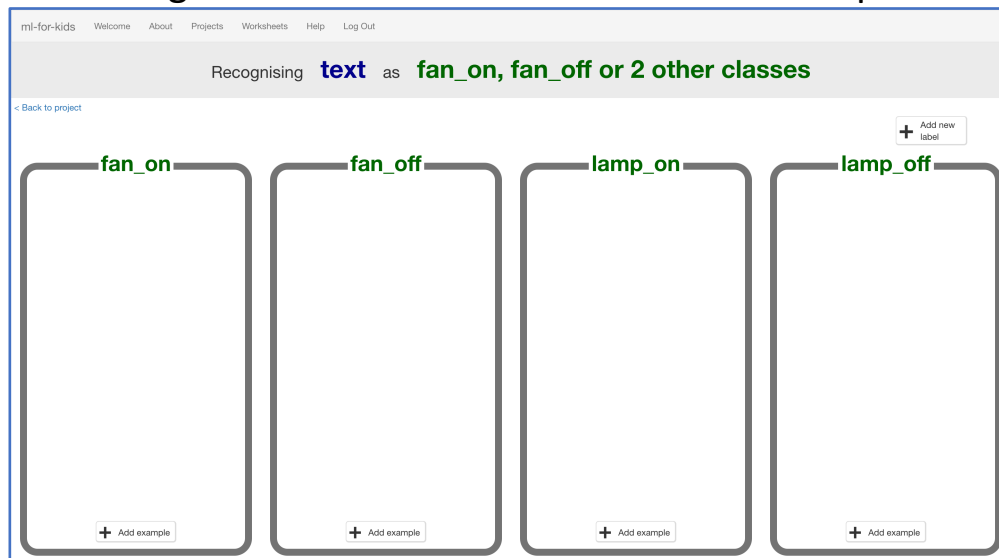 ml-for-kids Welcome About Projects Worksheets Help Log Out
Recognising text as fan_on, fan_off or 2 other classes
< Back to project
Add new
label
fan_on fan_off lamp_on lamp_off
Add example Add example Add example Add example